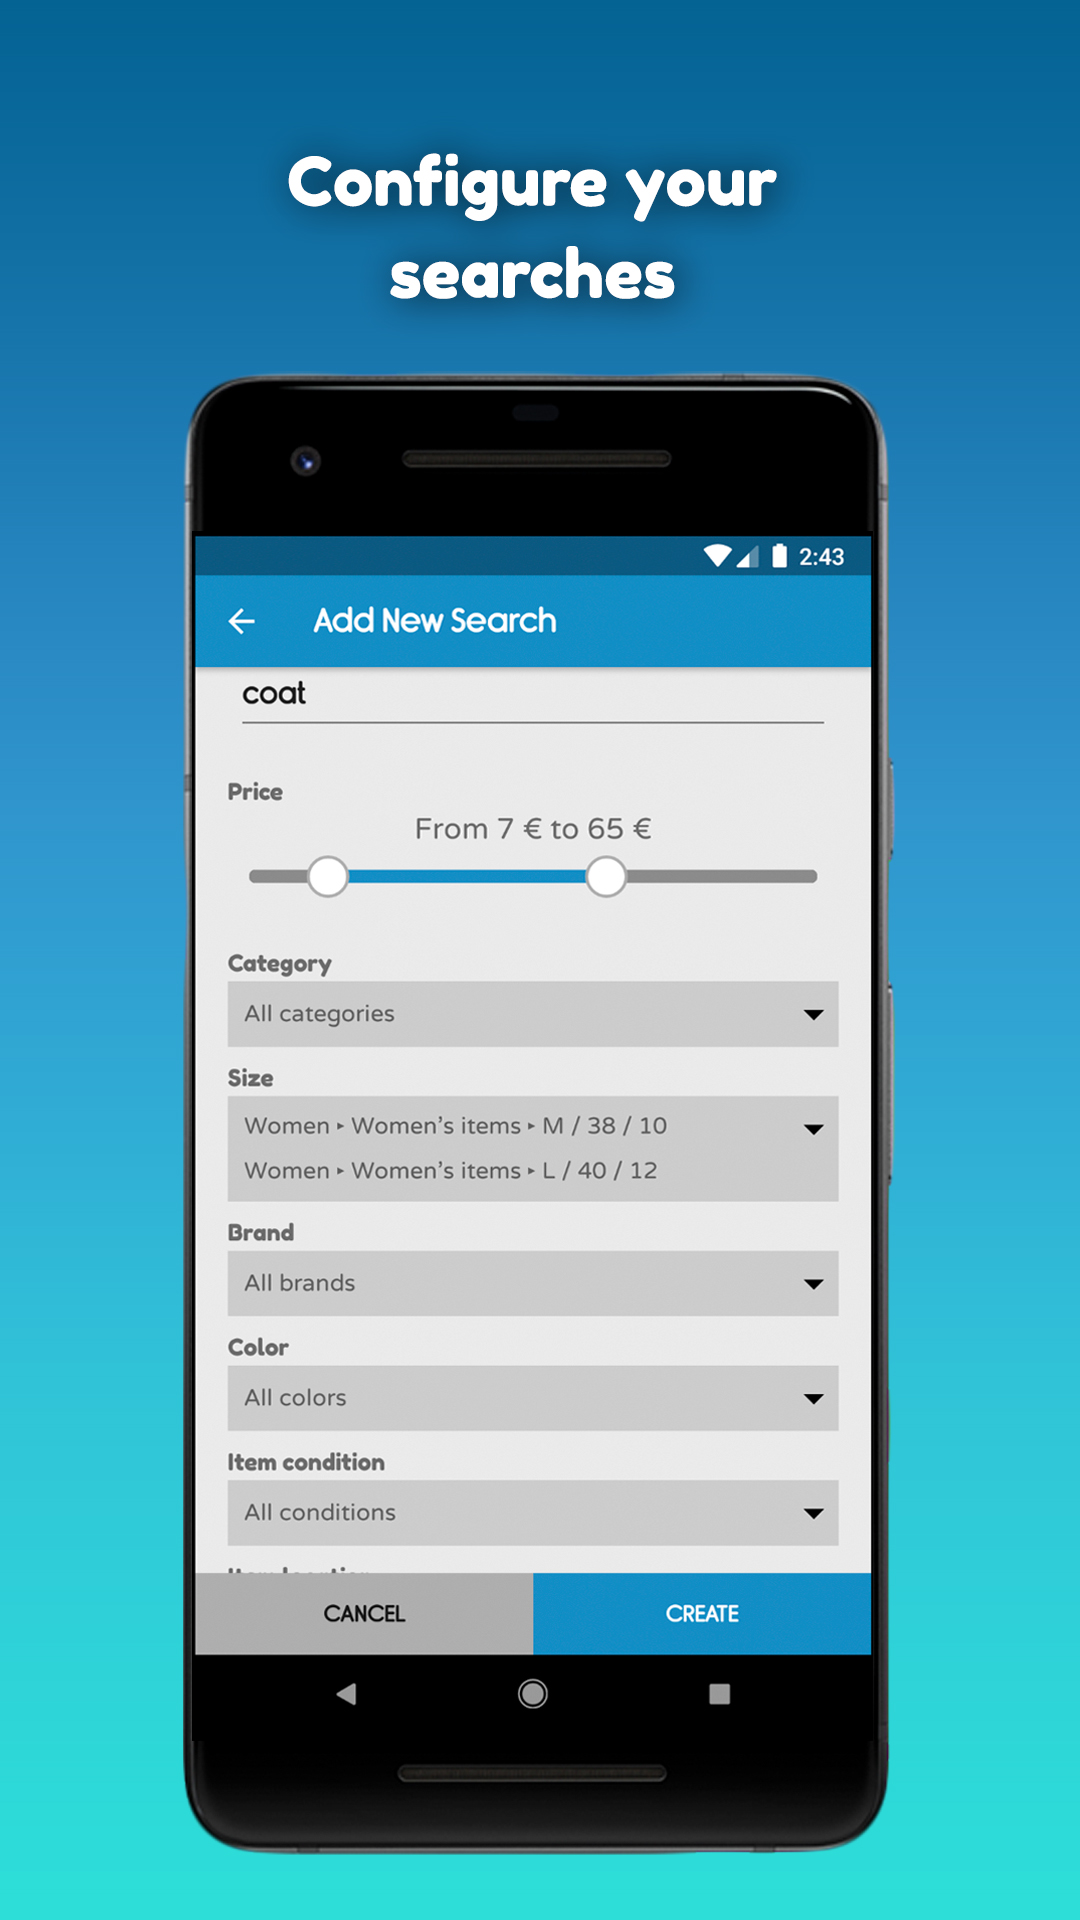 Configure your
searches
2:43
Add New Search
coat
Price
From 7 € to 65 €
Category
All categories
Size
Women ▸ Women's items ▸ M / 38 / 10
Women ▸ Women's items ▸ L / 40 / 12
Brand
All brands
Color
All colors
Item condition
All conditions
CANCEL
CREATE